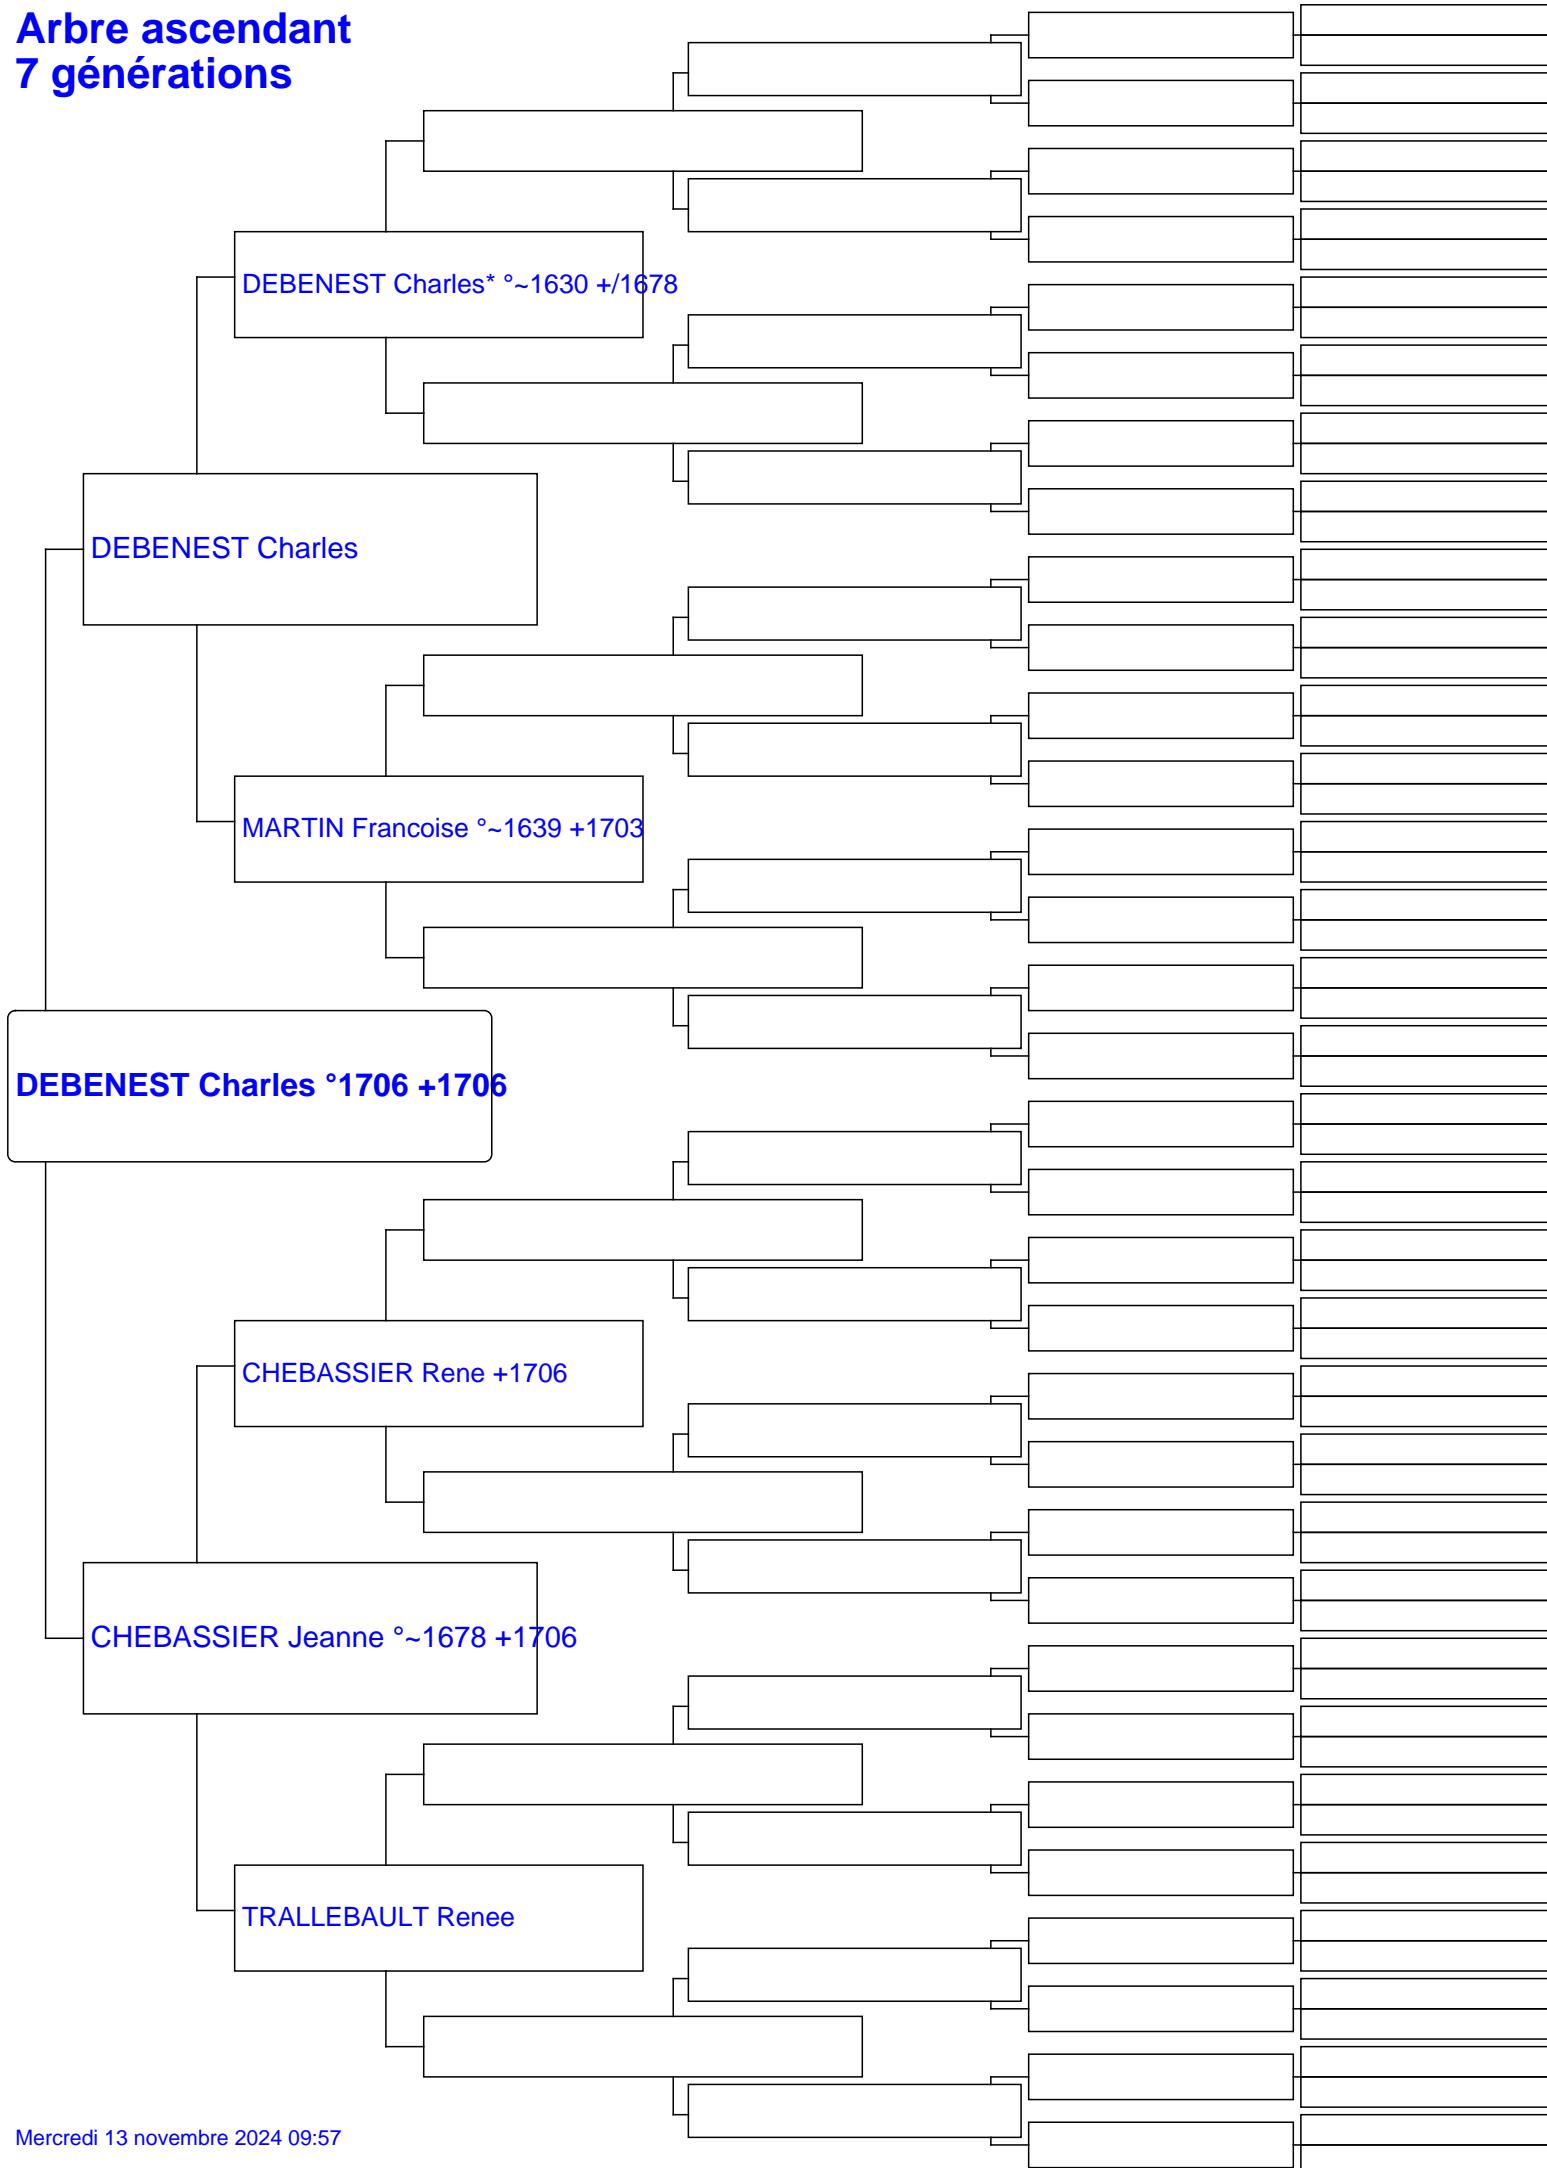 Arbre ascendant
7 générations
DEBENEST Charles* °~1630 +/1678
DEBENEST Charles
MARTIN Francoise °~1639 +1703
DEBENEST Charles °1706 +1706
CHEBASSIER Rene +1706
CHEBASSIER Jeanne °~1678 +1706
TRALLEBAULT Renee
Mercredi 13 novembre 2024 09:57